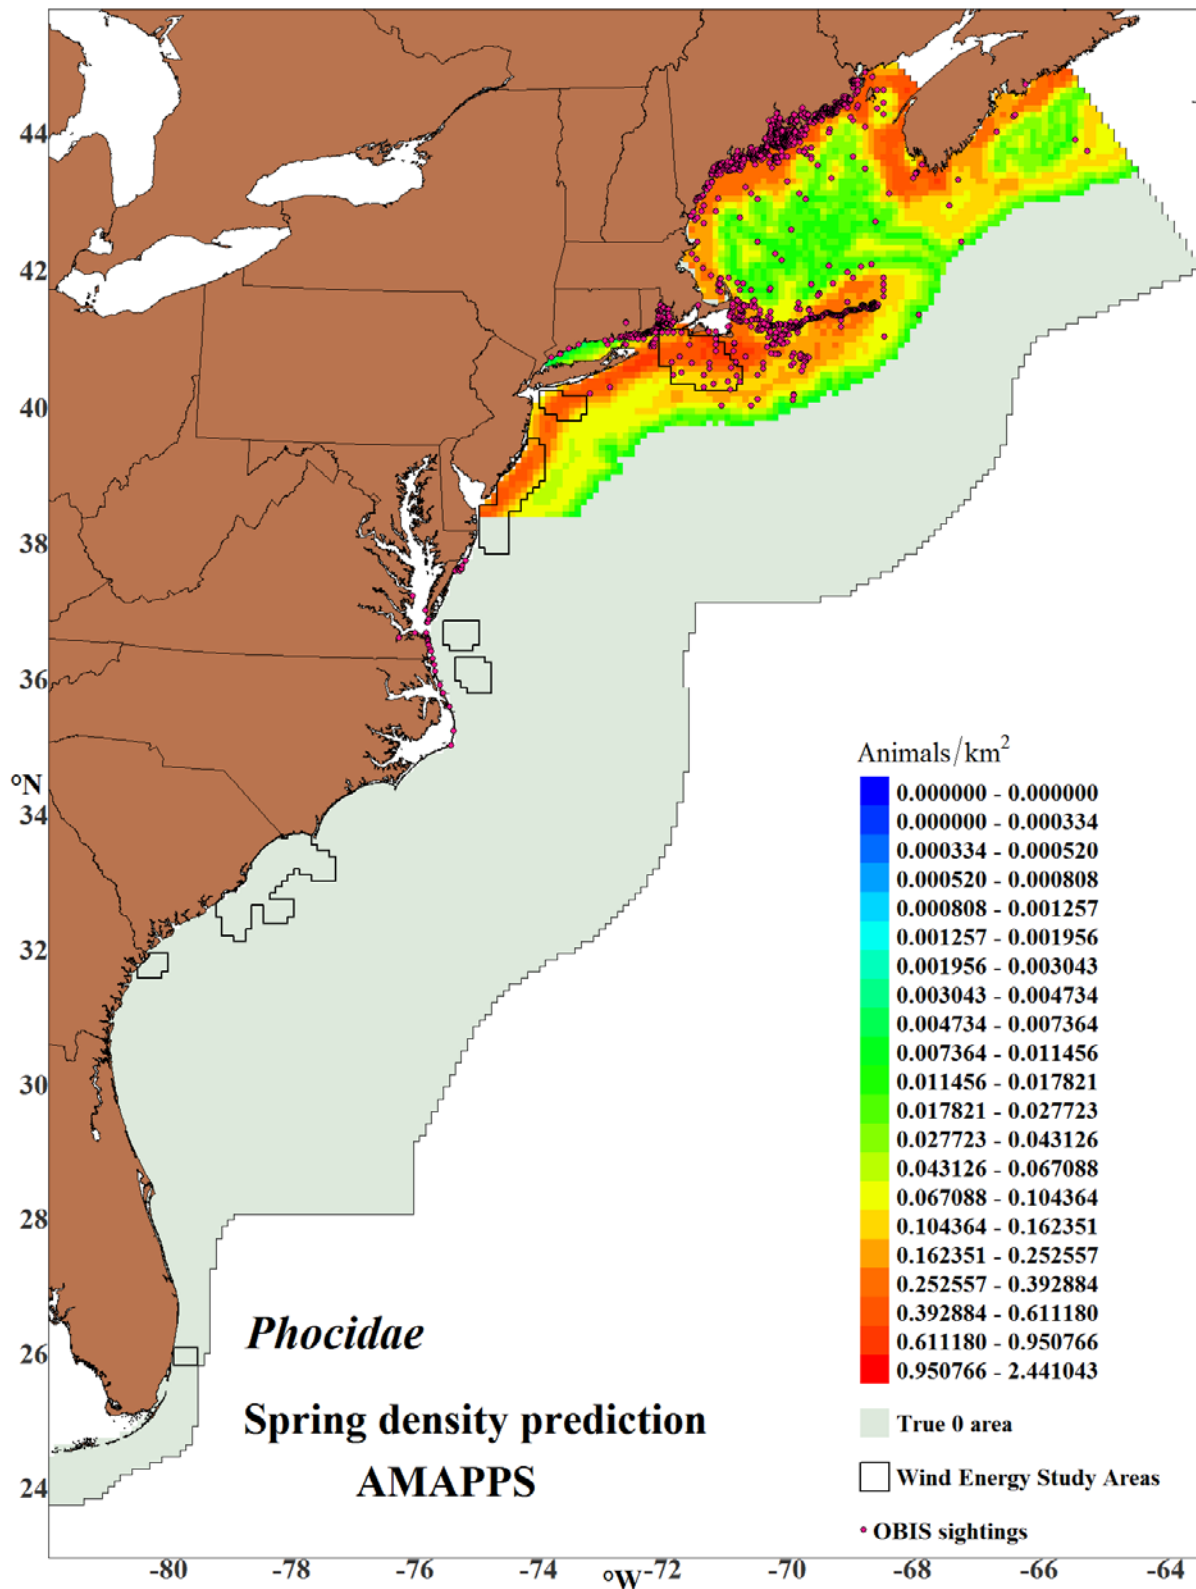 44
42
40
38
36
°N
34
32
30
28
26
24
Animals/km²
0.000000 - 0.000000
0.000000 - 0.000334
0.000334 - 0.000520
0.000520 - 0.000808
0.000808 - 0.001257
0.001257 - 0.001956
0.001956 - 0.003043
0.003043 - 0.004734
0.004734 - 0.007364
0.007364 - 0.011456
0.011456 - 0.017821
0.017821 - 0.027723
0.027723 - 0.043126
0.043126 - 0.067088
0.067088 - 0.104364
0.104364 - 0.162351
0.162351 - 0.252557
0.252557 - 0.392884
0.392884 - 0.611180
0.611180 - 0.950766
0.950766 - 2.441043
True 0 area
Wind Energy Study Areas
OBIS sightings
Phocidae
Spring density prediction
AMAPPS
-80 -78 -76 -74 °W -72 -70 -68 -66 -64